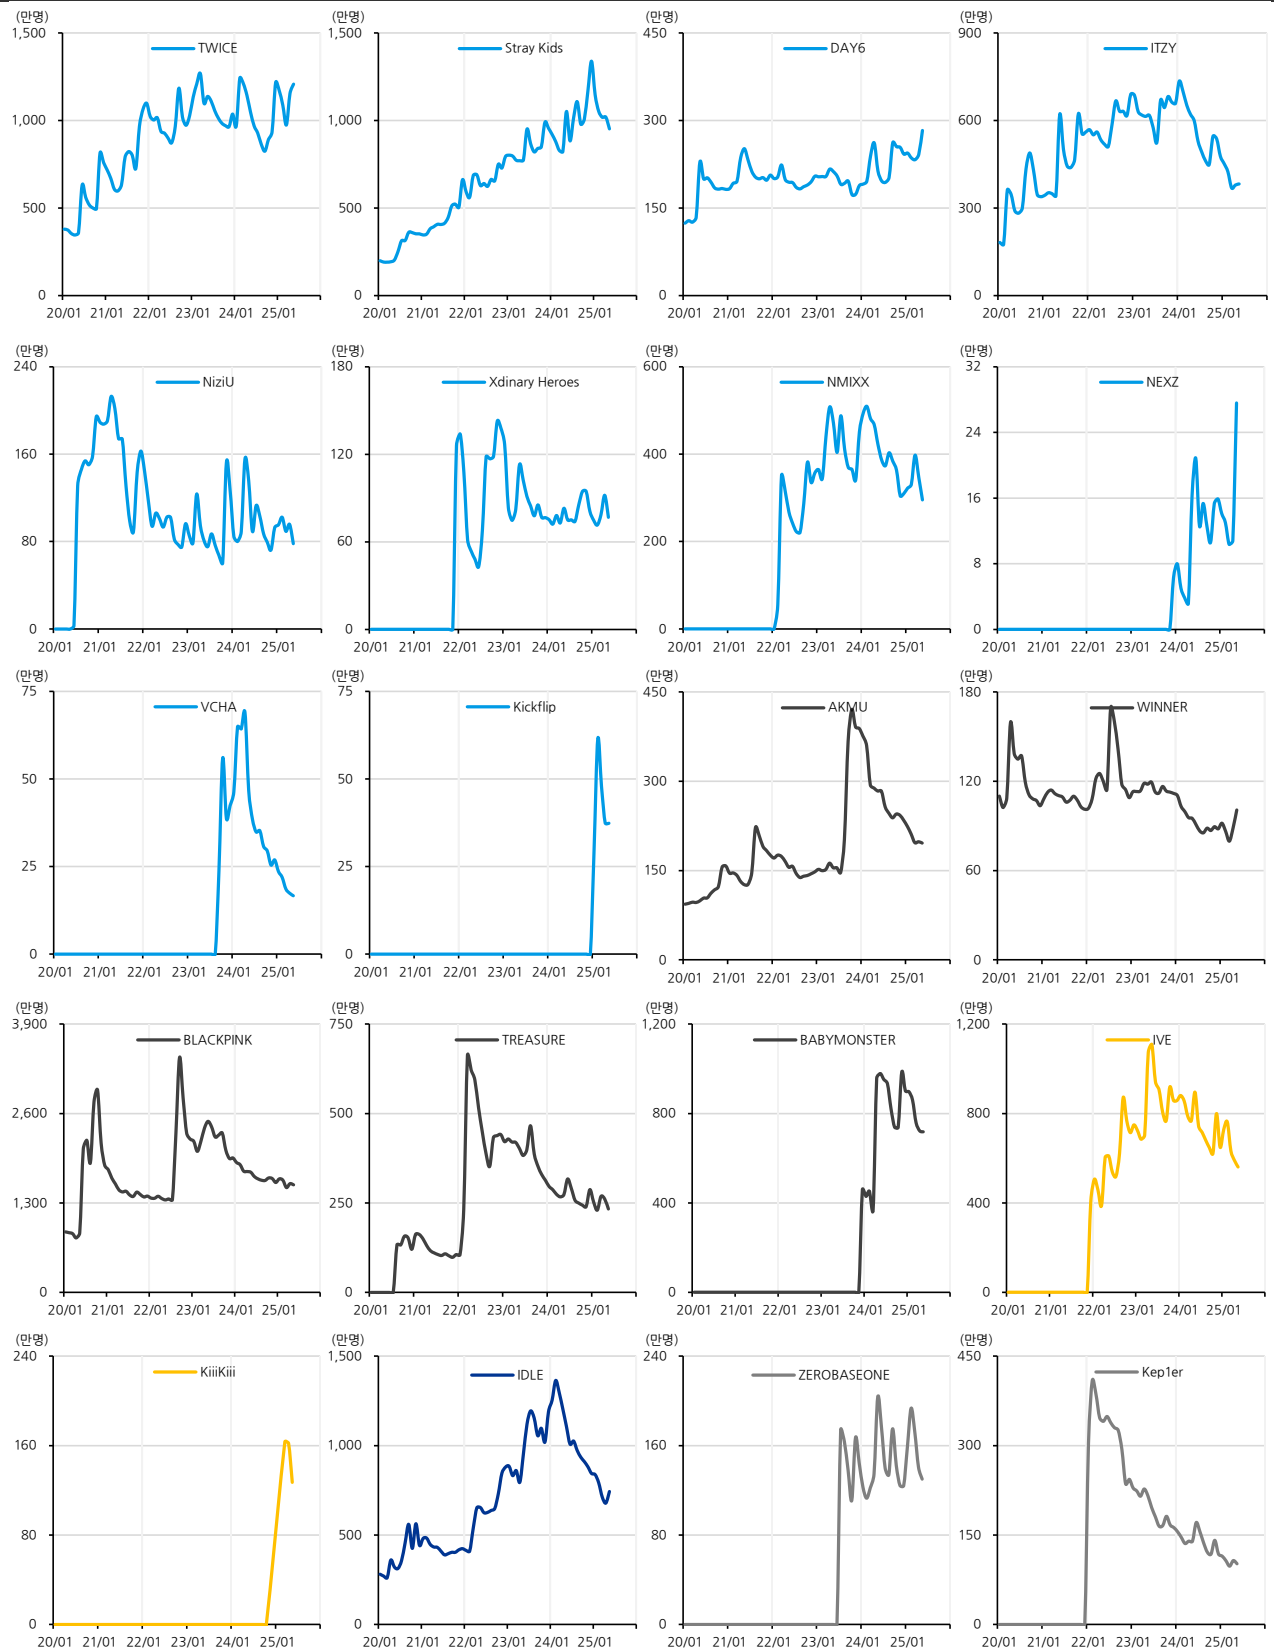 (만명) (만명) (만명) (만명)
1,500 1,500 450 900
TWICE Stray Kids DAY6 ITZY
1,000 1,000 300 600
500 500 150 300
0 0 0 0
20/01 21/01 22/01 23/01 24/01 25/01 20/01 21/01 22/01 23/01 24/01 25/01 20/01 21/01 22/01 23/01 24/01 25/01 20/01 21/01 22/01 23/01 24/01 25/01
(만명) (만명) (만명) (만명)
240 180 600 32
NiziU Xdinary Heroes NMIXX NEXZ
24
160 120 400
16
80 60 200
8
0 0 0 0
20/01 21/01 22/01 23/01 24/01 25/01 20/01 21/01 22/01 23/01 24/01 25/01 20/01 21/01 22/01 23/01 24/01 25/01 20/01 21/01 22/01 23/01 24/01 25/01
(만명) (만명) (만명) (만명)
75 75 450 180
VCHA Kickflip AKMU WINNER
50 50 300 120
25 25 150 60
0 0 0 0
20/01 21/01 22/01 23/01 24/01 25/01 20/01 21/01 22/01 23/01 24/01 25/01 20/01 21/01 22/01 23/01 24/01 25/01 20/01 21/01 22/01 23/01 24/01 25/01
(만명) (만명) (만명) (만명)
3,900 750 1,200 1,200
BLACKPINK TREASURE BABYMONSTER IVE
2,600 500 800 800
1,300 250 400 400
0 0 0 0
20/01 21/01 22/01 23/01 24/01 25/01 20/01 21/01 22/01 23/01 24/01 25/01 20/01 21/01 22/01 23/01 24/01 25/01 20/01 21/01 22/01 23/01 24/01 25/01
(만명) (만명) (만명) (만명)
240 1,500 240 450
KiiiKiii IDLE ZEROBASEONE Kep1er
160 1,000 160 300
80 500 80 150
0 0 0 0
20/01 21/01 22/01 23/01 24/01 25/01 20/01 21/01 22/01 23/01 24/01 25/01 20/01 21/01 22/01 23/01 24/01 25/01 20/01 21/01 22/01 23/01 24/01 25/01